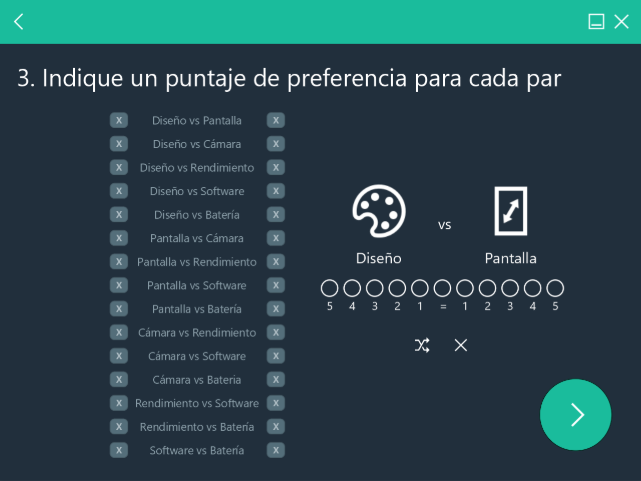 3. Indique un puntaje de preferencia para cada par
X Diseño vs Pantalla X
X Diseño vs Cámara X
X Diseño vs Rendimiento X
X Diseño vs Software X
X Diseño vs Batería X
X Pantalla vs Cámara X
X Pantalla vs Rendimiento X
X Pantalla vs Software X
X Pantalla vs Batería X
X Cámara vs Rendimiento X
X Cámara vs Software X
X Cámara vs Bateria X
X Rendimiento vs Software X
X Rendimiento vs Batería X
X Software vs Batería X
vs
Diseño Pantalla
5 4 3 2 1 = 1 2 3 4 5